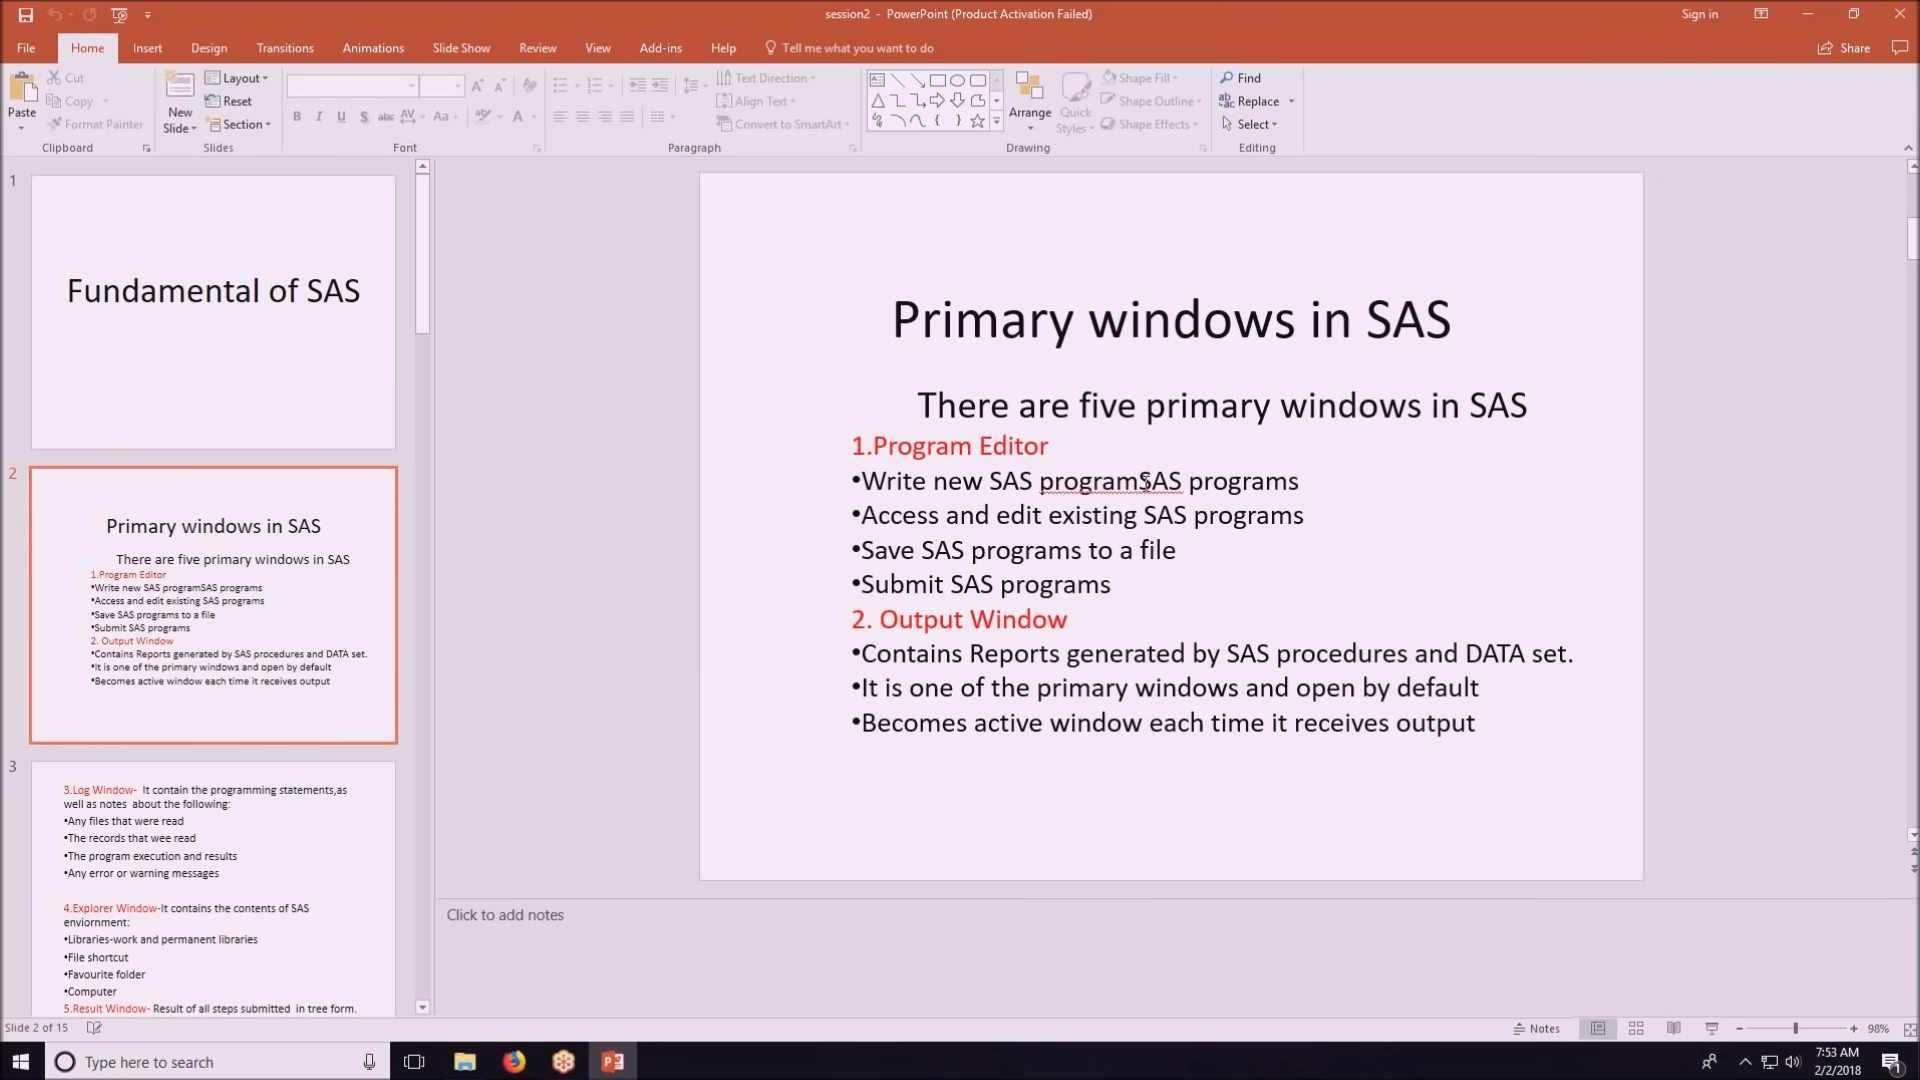 session2 - PowerPoint (Product Activation Failed)
Sign in
File Home Insert Design Transitions Animations Slide Show Review View Add-ins Help Tell me what you want to do
Share
Paste
Cut
Copy
Format Painter
Clipboard
New
Slide
Layout
Reset
Section
Slides
B I U S abc AV Aa A
Font
Text Direction
Align Text
Convert to SmartArt
Paragraph
Arrange
Quick
Styles
Shape Fill
Shape Outline
Shape Effects
Drawing
Find
Replace
Select
Editing
1
Fundamental of SAS
2
Primary windows in SAS
There are five primary windows in SAS
1.Program Editor
•Write new SAS programSAS programs
•Access and edit existing SAS programs
•Save SAS programs to a file
•Submit SAS programs
2. Output Window
•Contains Reports generated by SAS procedures and DATA set.
•It is one of the primary windows and open by default
•Becomes active window each time it receives output
3
3.Log Window- It contain the programming statements,as
well as notes about the following:
•Any files that were read
•The records that wee read
•The program execution and results
•Any error or warning messages
4.Explorer Window-It contains the contents of SAS
enviornment:
•Libraries-work and permanent libraries
•File shortcut
•Favourite folder
•Computer
5.Result Window- Result of all steps submitted in tree form.
Primary windows in SAS
There are five primary windows in SAS
1.Program Editor
•Write new SAS programSAS programs
•Access and edit existing SAS programs
•Save SAS programs to a file
•Submit SAS programs
2. Output Window
•Contains Reports generated by SAS procedures and DATA set.
•It is one of the primary windows and open by default
•Becomes active window each time it receives output
Click to add notes
Slide 2 of 15
Notes
98%
Type here to search
7:53 AM
2/2/2018